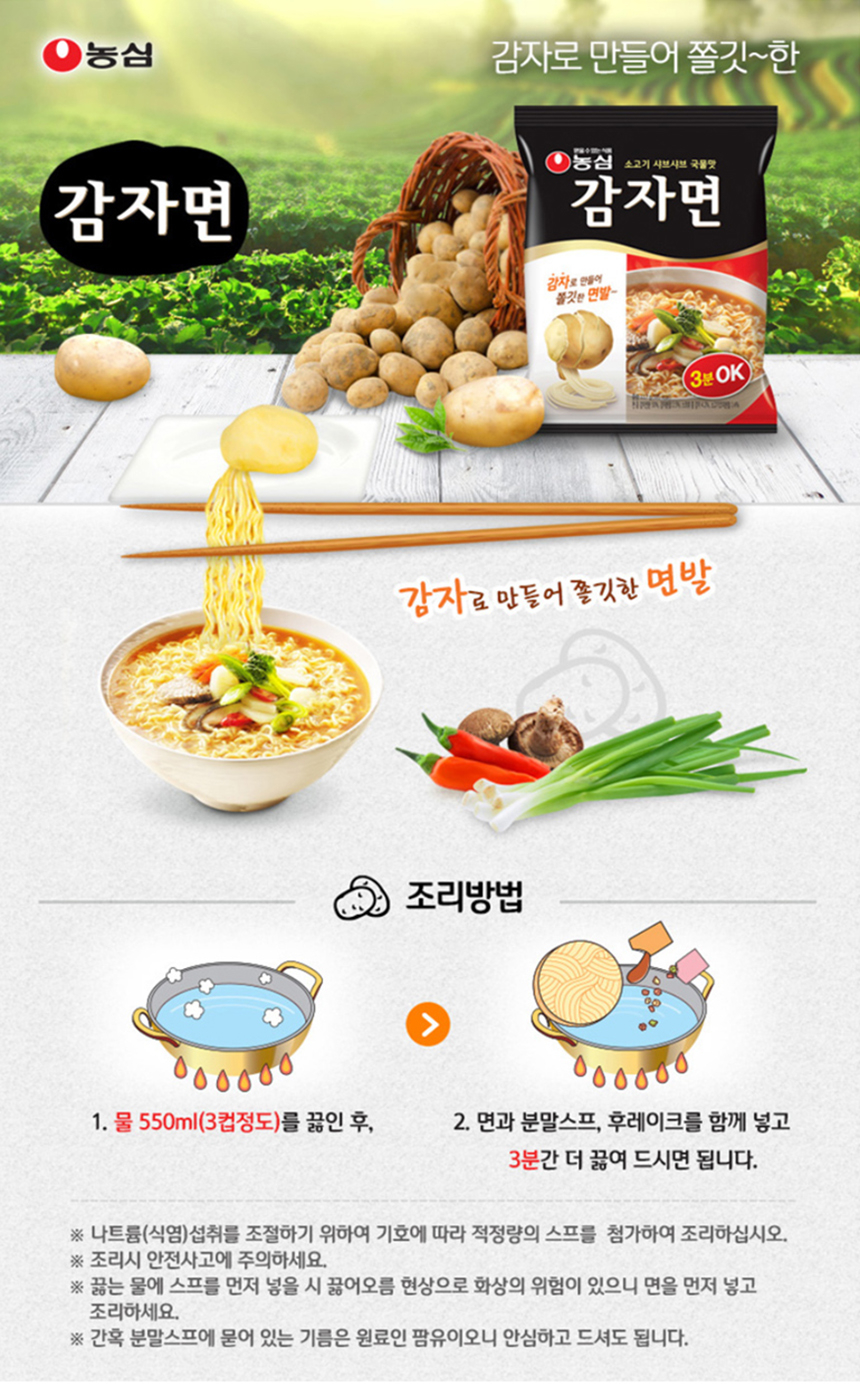 농심
감자로 만들어 쫄깃~한
감자면
농심
소고기 샤브샤브 국물맛
감자면
감자로 만들어
쫄깃한 면발~
3분OK
감자로 만들어 쫄깃한 면발
조리방법
1. 물 550ml(3컵정도)를 끓인 후,
2. 면과 분말스프, 후레이크를 함께 넣고
3분간 더 끓여 드시면 됩니다.
※ 나트륨(식염)섭취를 조절하기 위하여 기호에 따라 적정량의 스프를 첨가하여 조리하십시오.
※ 조리시 안전사고에 주의하세요.
※ 끓는 물에 스프를 먼저 넣을 시 끓어오름 현상으로 화상의 위험이 있으니 면을 먼저 넣고
조리하세요.
※ 간혹 분말스프에 묻어 있는 기름은 원료인 팜유이오니 안심하고 드셔도 됩니다.